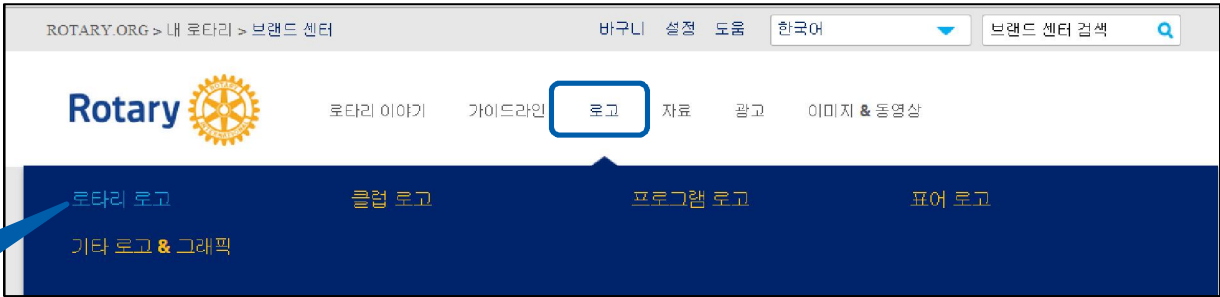 ROTARY.ORG > 내 로타리 > 브랜드 센터 바구니 설정 도움 한국어 브랜드 센터 검색
Rotary 로타리 이야기 가이드라인 로고 자료 광고 이미지 & 동영상
로타리 로고 클럽 로고 프로그램 로고 표어 로고
기타 로고 & 그래픽